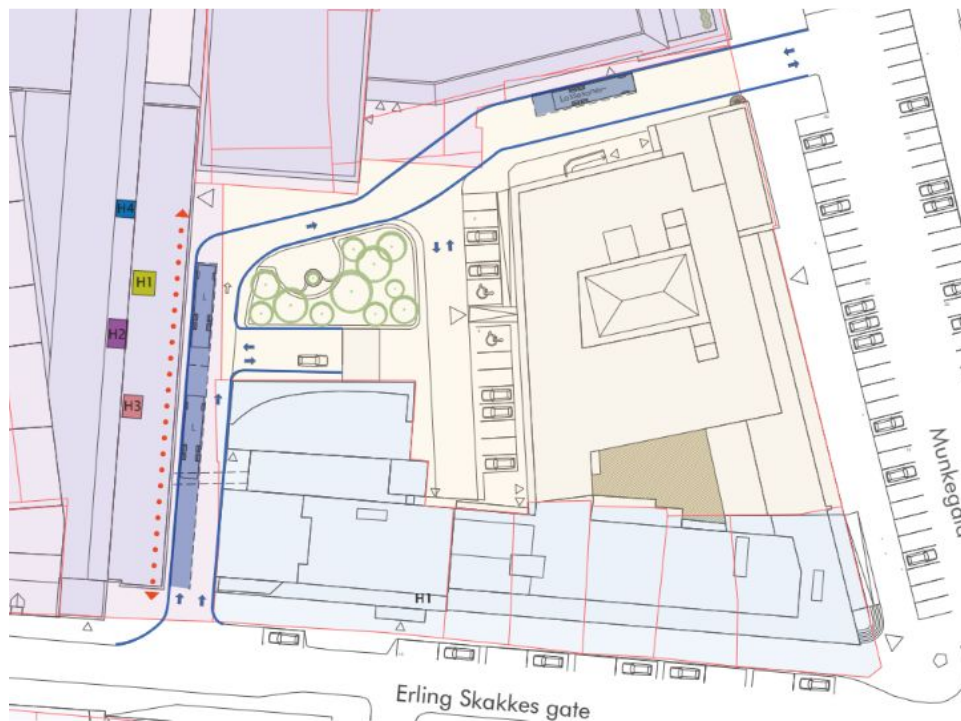 H4
H1
H2
H3
L
L
H1
Munkegata
Erling Skakkes gate